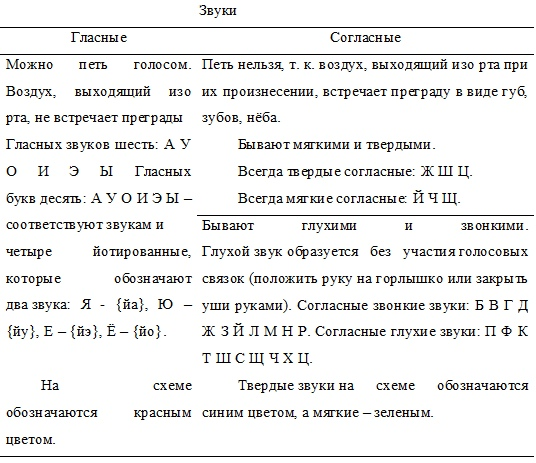 Звуки
Гласные
Согласные
Можно петь голосом.
Воздух, выходящий изо
рта, не встречает преграды
Гласных звуков шесть: А У
О И Э Ы Гласных
букв десять: А У О И Э Ы –
соответствуют звукам и
четыре йотированные,
которые обозначают
два звука: Я - {йа}, Ю –
{йу}, Е – {йэ}, Ё – {йо}.
Петь нельзя, т. к. воздух, выходящий изо рта при
их произнесении, встречает преграду в виде губ,
зубов, нёба.
Бывают мягкими и твердыми.
Всегда твердые согласные: Ж Ш Ц.
Всегда мягкие согласные: Й Ч Щ.
Бывают глухими и звонкими.
Глухой звук образуется без участия голосовых
связок (положить руку на горлышко или закрыть
уши руками). Согласные звонкие звуки: Б В Г Д
Ж З Й Л М Н Р. Согласные глухие звуки: П Ф К
Т Ш С Щ Ч Х Ц.
На схеме
обозначаются красным
цветом.
Твердые звуки на схеме обозначаются
синим цветом, а мягкие – зеленым.